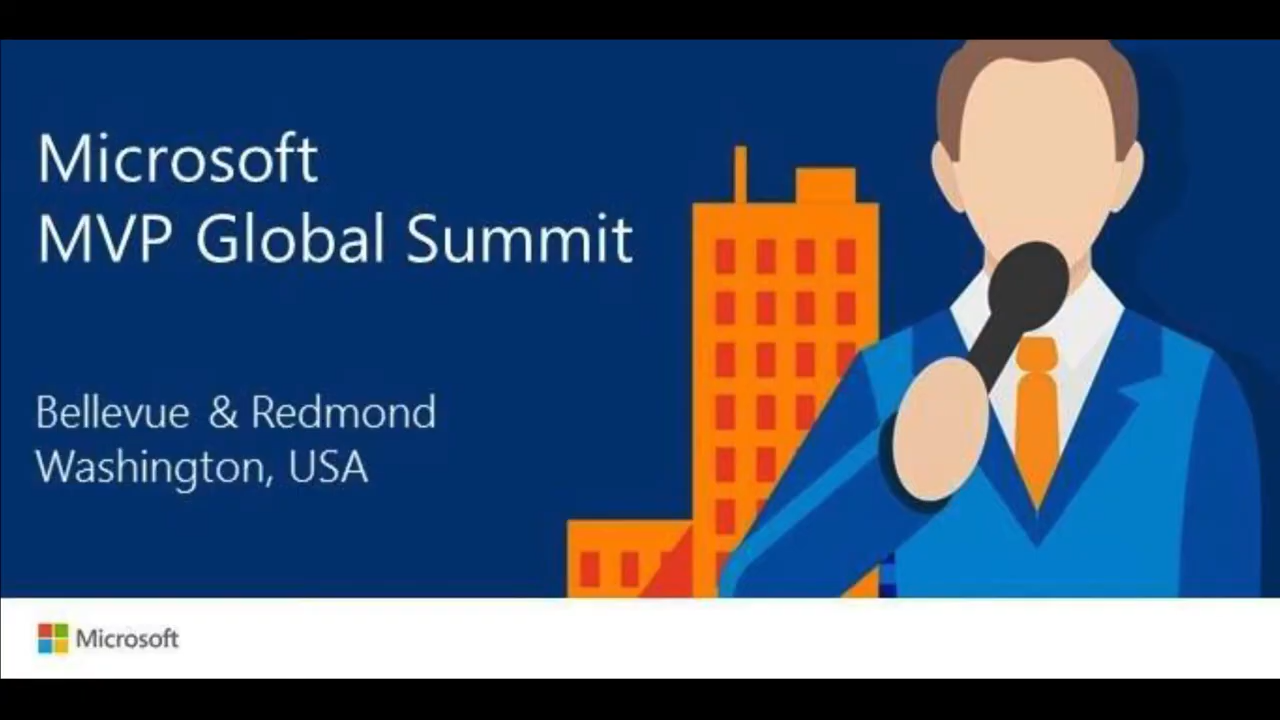 Microsoft
MVP Global Summit
Bellevue & Redmond
Washington, USA
Microsoft